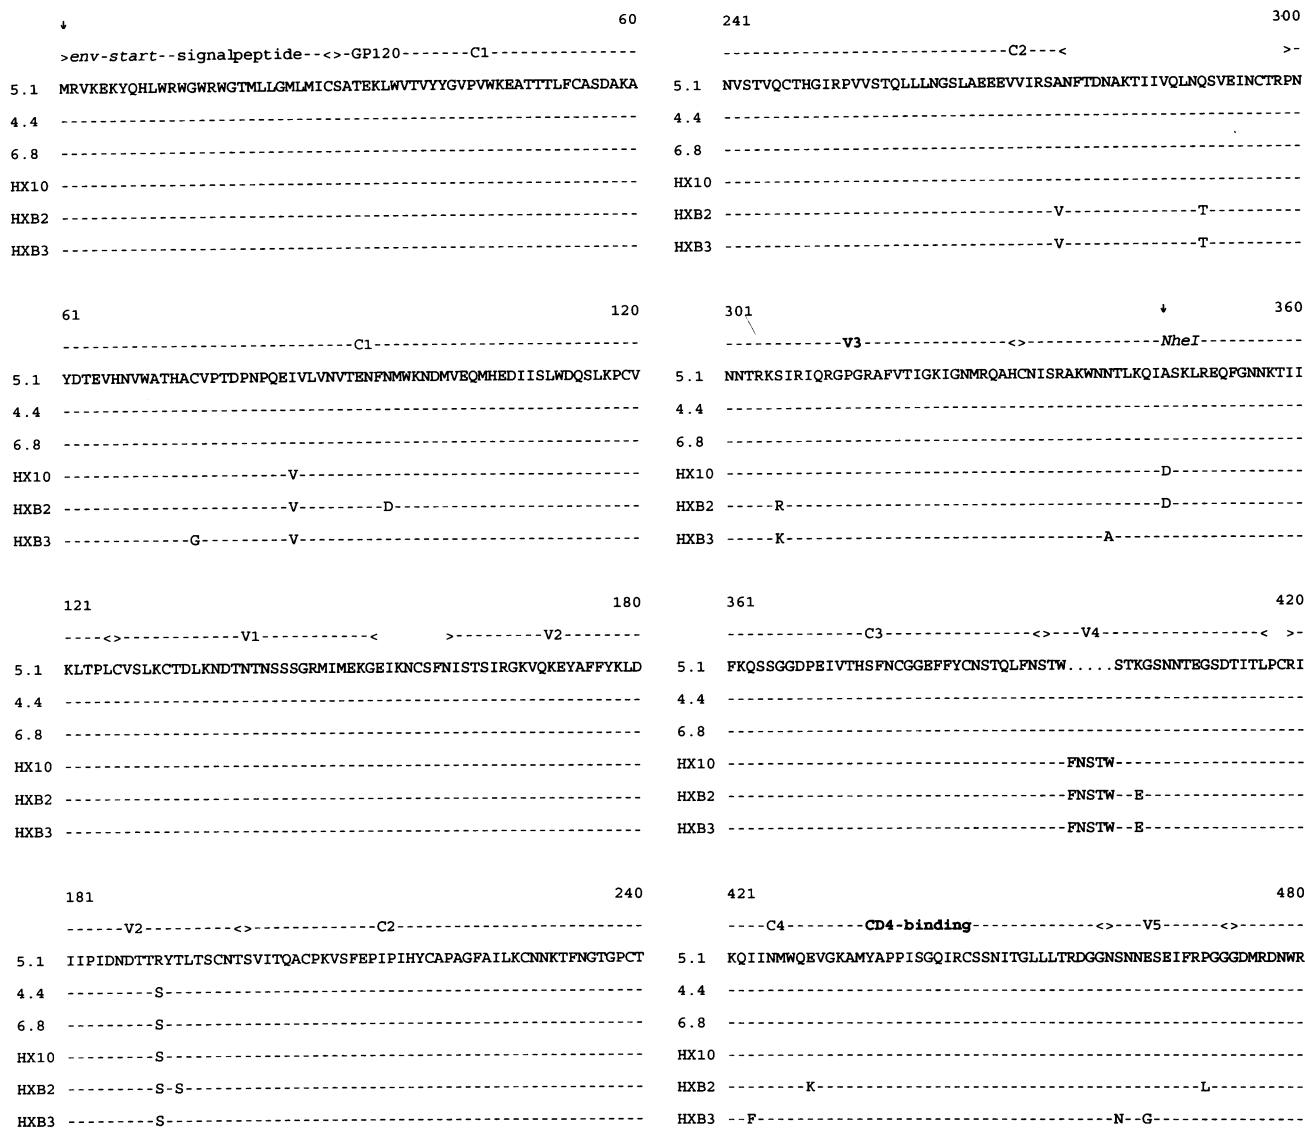 ↓ 60
>env-start--signalpeptide--<>-GP120-------C1---------------
5.1 MRVKEKYQHLWRWGWRWGTMLLGMLMICSATEKLWVTVYYGVPVWKEATTTLFCASDAKA
4.4 ------------------------------------------------------------
6.8 ------------------------------------------------------------
HX10 ------------------------------------------------------------
HXB2 ------------------------------------------------------------
HXB3 ------------------------------------------------------------
61 120
------------------------------C1----------------------------
5.1 YDTEVHNVWATHACVPTDPNPQEIVLVNVTENFNMWKNDMVEQMHEDIISLWDQSLKPCV
4.4 ------------------------------------------------------------
6.8 ------------------------------------------------------------
HX10 -----------------------V------------------------------------
HXB2 -----------------------V---------D--------------------------
HXB3 -------------G---------V------------------------------------
121 180
----<>------------V1------------<       >---------V2--------
5.1 KLTPLCVSLKCTDLKNDTNTNSSSGRMIMEKGEIKNCSFNISTSIRGKVQKEYAFFYKLD
4.4 ------------------------------------------------------------
6.8 ------------------------------------------------------------
HX10 ------------------------------------------------------------
HXB2 ------------------------------------------------------------
HXB3 ------------------------------------------------------------
181 240
------V2---------<>-------------C2--------------------------
5.1 IIPIDNDTTRYTLTSCNTSVITQACPKVSFEPIPIHYCAPAGFAILKCNNKTFNGTGPCT
4.4 ---------S--------------------------------------------------
6.8 ---------S--------------------------------------------------
HX10 ---------S--------------------------------------------------
HXB2 ---------S-S------------------------------------------------
HXB3 ---------S--------------------------------------------------
241 300
------------------------------C2---<                      >-
5.1 NVSTVQCTHGIRPVVSTQLLLNGSLAEEEVVIRSANFTDNAKTIIVQLNQSVEINCTRPN
4.4 ------------------------------------------------------------
6.8 ------------------------------------------------------------
HX10 ------------------------------------------------------------
HXB2 ----------------------------------V--------------T----------
HXB3 ----------------------------------V--------------T----------
301 ↓ 360
------------V3---------------<>--------------NheI-----------
5.1 NNTRKSIRIQRGPGRAFVTIGKIGNMRQAHCNISRAKWNNTLKQIASKLREQFGNNKTII
4.4 ------------------------------------------------------------
6.8 ------------------------------------------------------------
HX10 ---------------------------------------------D--------------
HXB2 -----R---------------------------------------D--------------
HXB3 -----K---------------------------------A--------------------
361 420
--------------C3----------------<>---V4-----------------<  >-
5.1 FKQSSGGDPEIVTHSFNCGGEFFYCNSTQLFNSTW.....STKGSNNTEGSDTITLPCRI
4.4 ------------------------------------------------------------
6.8 ------------------------------------------------------------
HX10 -----------------------------------FNSTW--------------------
HXB2 -----------------------------------FNSTW--E-----------------
HXB3 -----------------------------------FNSTW--E-----------------
421 480
----C4--------CD4-binding-------------<>---V5------<>-------
5.1 KQIINMWQEVGKAMYAPPISGQIRCSSNITGLLLTRDGGNSNNESEIFRPGGGDMRDNWR
4.4 ------------------------------------------------------------
6.8 ------------------------------------------------------------
HX10 ------------------------------------------------------------
HXB2 --------K----------------------------------------L----------
HXB3 --F-------------------------------------N--G----------------